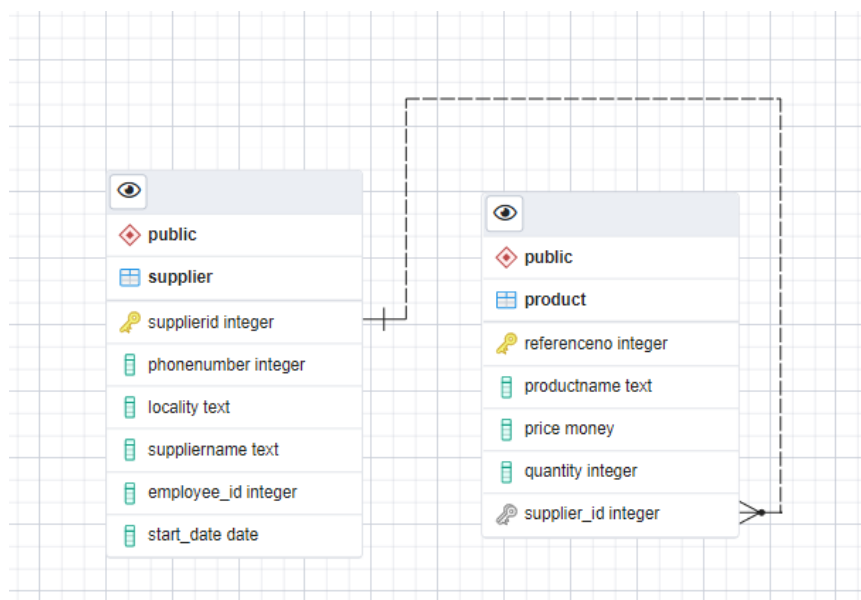 public
supplier
supplierid integer
phonenumber integer
locality text
suppliername text
employee_id integer
start_date date
public
product
referenceno integer
productname text
price money
quantity integer
supplier_id integer